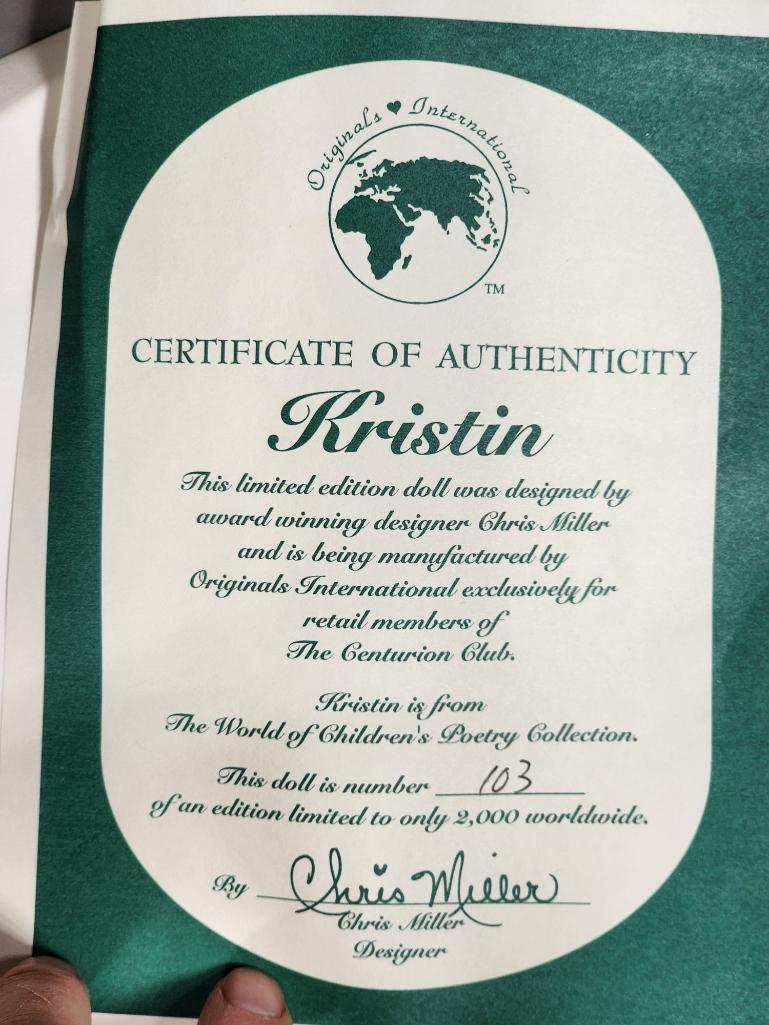 Originals ♥ International
TM
CERTIFICATE OF AUTHENTICITY
Kristin
This limited edition doll was designed by
award winning designer Chris Miller
and is being manufactured by
Originals International exclusively for
retail members of
The Centurion Club.
Kristin is from
The World of Children's Poetry Collection.
This doll is number 103
of an edition limited to only 2,000 worldwide.
By Chris Miller
Chris Miller
Designer